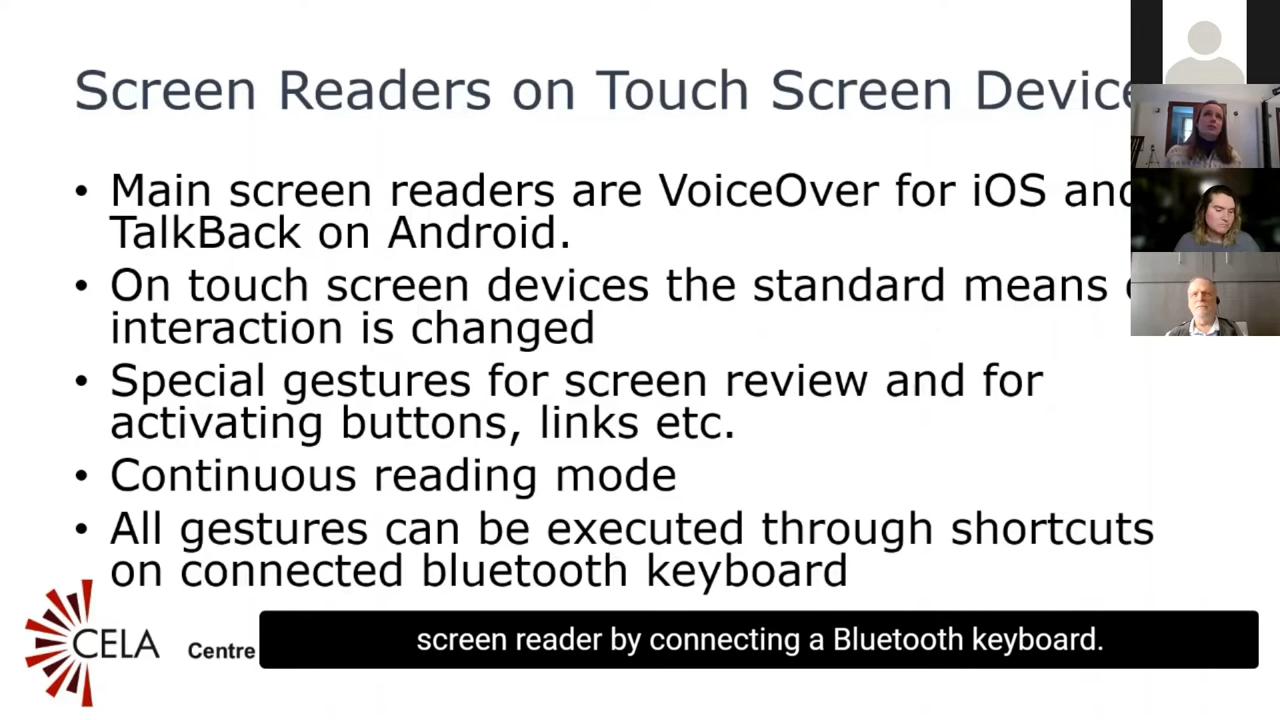 Screen Readers on Touch Screen Device
• Main screen readers are VoiceOver for iOS and
TalkBack on Android.
• On touch screen devices the standard means
interaction is changed
• Special gestures for screen review and for
activating buttons, links etc.
• Continuous reading mode
• All gestures can be executed through shortcuts
on connected bluetooth keyboard
CELA
Centre
screen reader by connecting a Bluetooth keyboard.